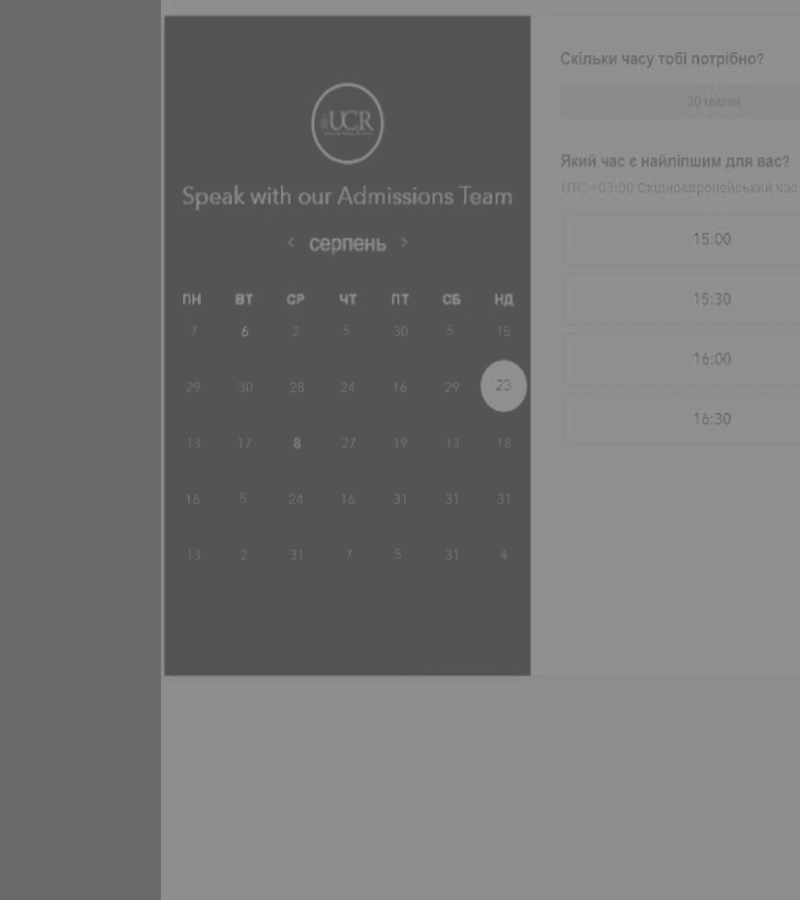 UCR
Speak with our Admissions Team
‹ серпень ›
ПН ВТ СР ЧТ ПТ СБ НД
7 6 2 5 30 5 15
29 30 28 24 16 29 23
13 17 8 27 19 13 18
16 5 24 16 31 31 31
13 2 31 7 5 31 4
Скільки часу тобі потрібно?
30 хвилин
Який час є найліпшим для вас?
UTC +03:00 Східноєвропейський час
15:00
15:30
16:00
16:30